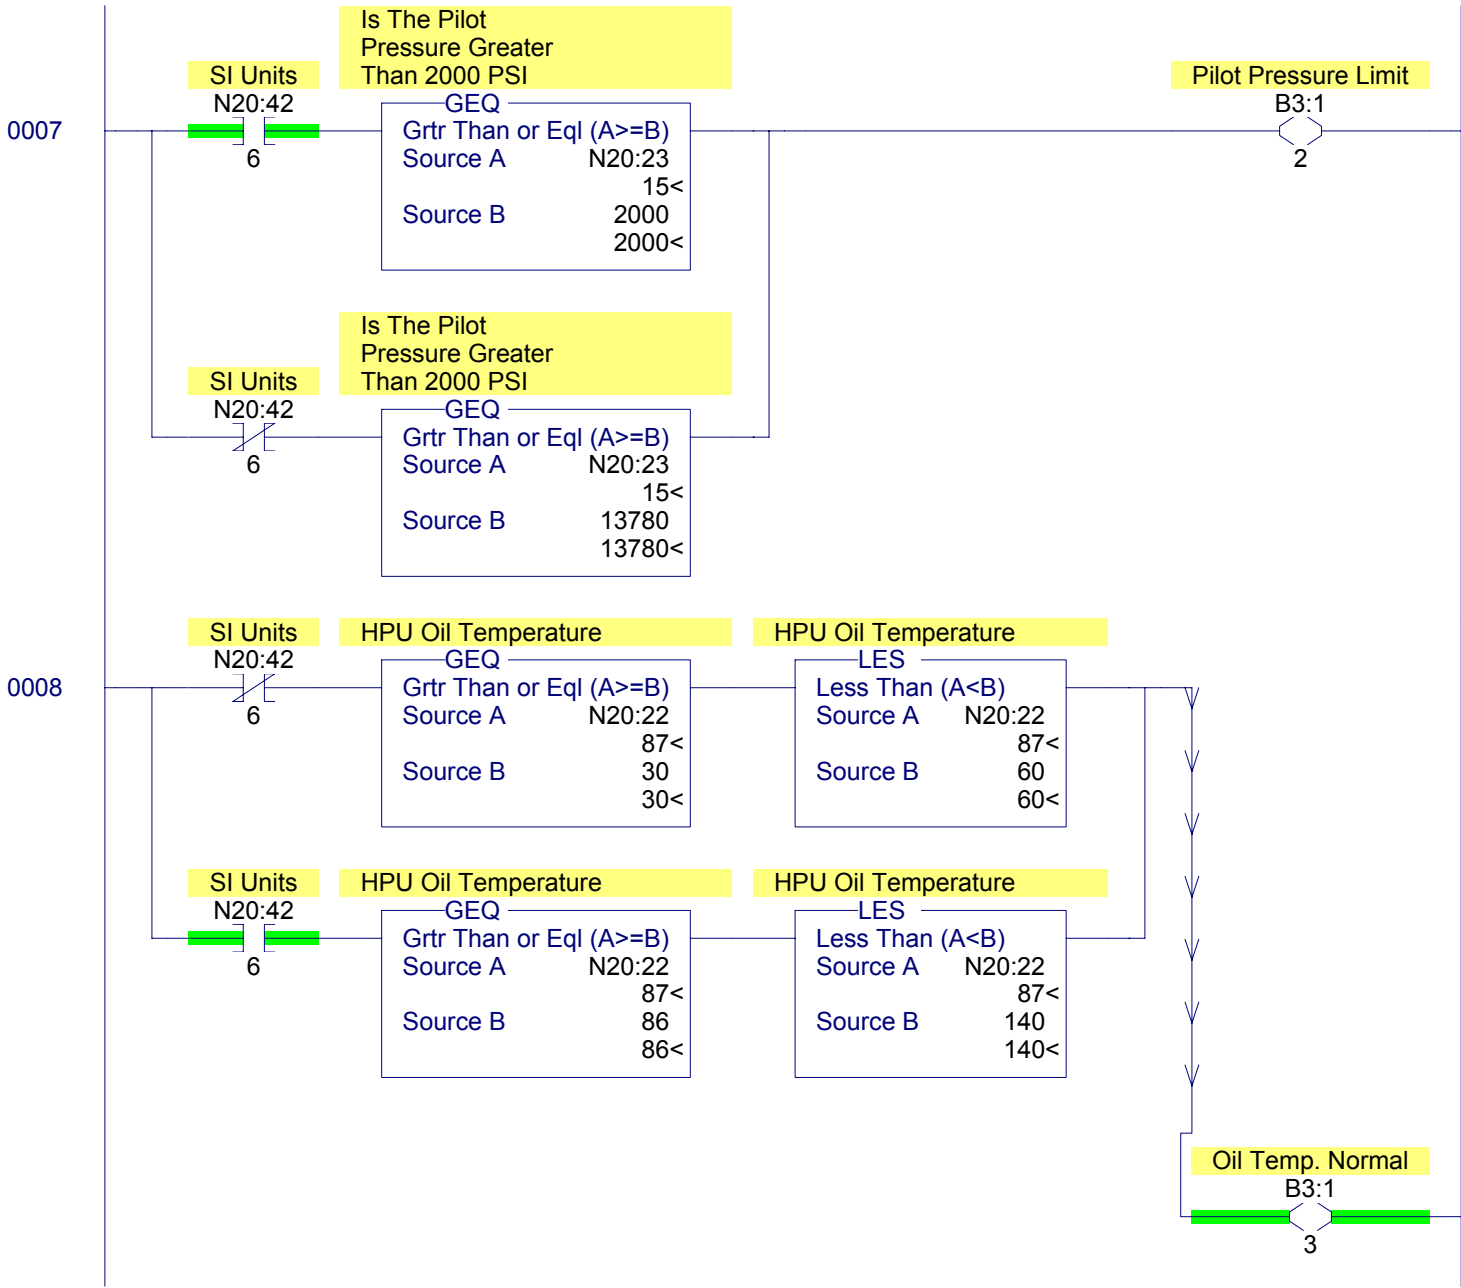 Is The Pilot
Pressure Greater
Than 2000 PSI
SI Units
Pilot Pressure Limit
N20:42
GEQ
B3:1
0007
Grtr Than or Eql (A>=B)
Source A N20:23
6
2
15<
Source B 2000
2000<
Is The Pilot
Pressure Greater
Than 2000 PSI
SI Units
N20:42
GEQ
Grtr Than or Eql (A>=B)
Source A N20:23
6
15<
Source B 13780
13780<
SI Units HPU Oil Temperature HPU Oil Temperature
N20:42 GEQ LES
0008
Grtr Than or Eql (A>=B) Less Than (A<B)
6
Source A N20:22 Source A N20:22
87< 87<
Source B 30 Source B 60
30< 60<
SI Units HPU Oil Temperature HPU Oil Temperature
N20:42 GEQ LES
Grtr Than or Eql (A>=B) Less Than (A<B)
6
Source A N20:22 Source A N20:22
87< 87<
Source B 86 Source B 140
86< 140<
Oil Temp. Normal
B3:1
3